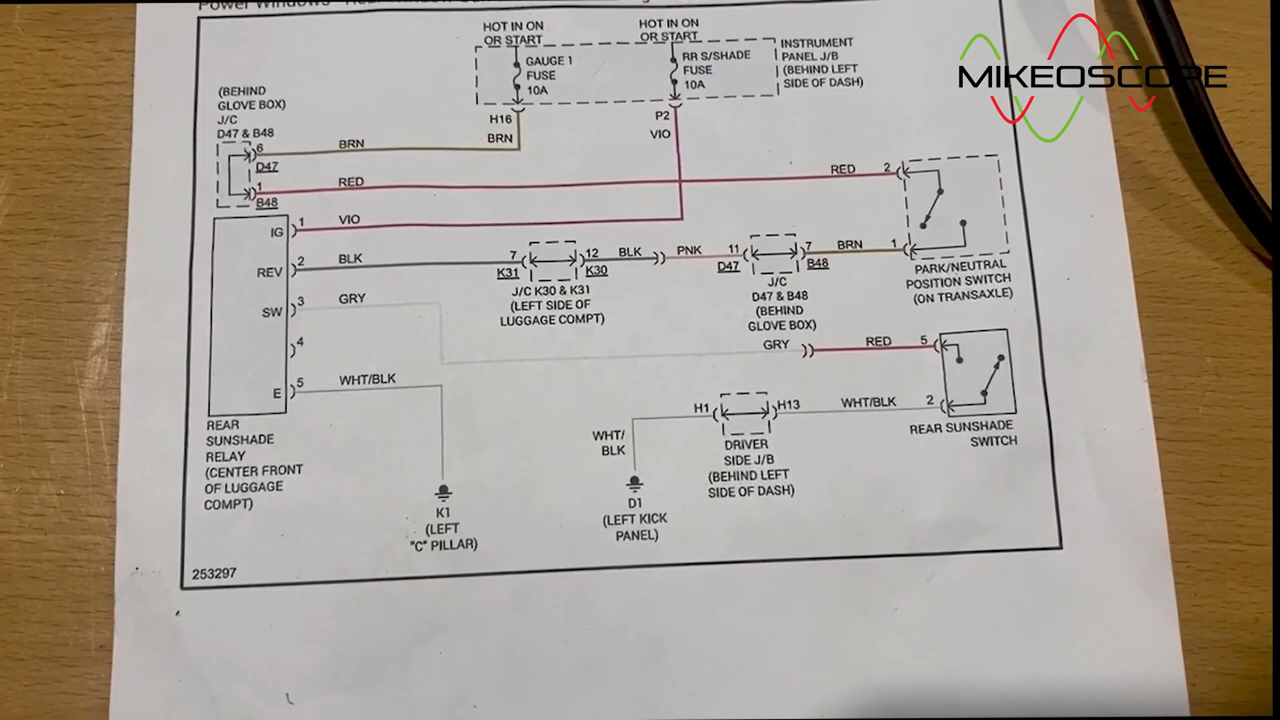 Power Windows
HOT IN ON
OR START
HOT IN ON
OR START
GAUGE 1
FUSE
10A
RR S/SHADE
FUSE
10A
INSTRUMENT
PANEL J/B
(BEHIND LEFT
SIDE OF DASH)
MIKEOSCOPE
(BEHIND
GLOVE BOX)
J/C
D47 & B48
H16
BRN
P2
VIO
6
BRN
D47
1
RED
B48
RED
2
IG
1
VIO
REV
2
BLK
7
K31
12
K30
BLK
PNK
11
D47
7
B48
BRN
1
J/C K30 & K31
(LEFT SIDE OF
LUGGAGE COMPT)
J/C
D47 & B48
(BEHIND
GLOVE BOX)
PARK/NEUTRAL
POSITION SWITCH
(ON TRANSAXLE)
SW
3
GRY
4
GRY
RED
5
E
5
WHT/BLK
H1
H13
WHT/BLK
2
REAR SUNSHADE
SWITCH
WHT/
BLK
DRIVER
SIDE J/B
(BEHIND LEFT
SIDE OF DASH)
REAR
SUNSHADE
RELAY
(CENTER FRONT
OF LUGGAGE
COMPT)
K1
(LEFT
"C" PILLAR)
D1
(LEFT KICK
PANEL)
253297